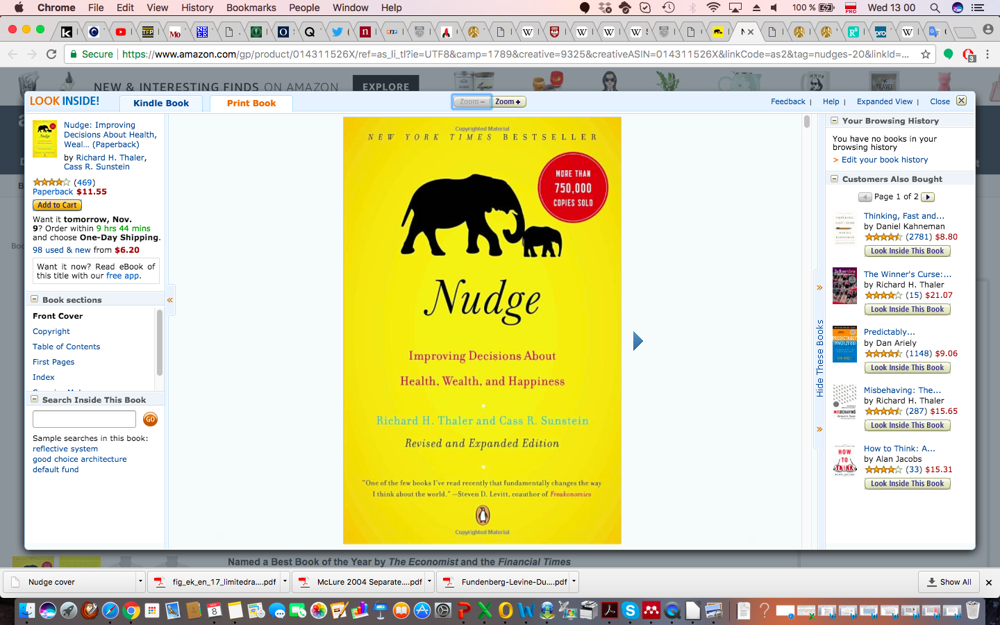 Chrome File Edit View History Bookmarks People Window Help
100 % PRO Wed 13 00
Secure https://www.amazon.com/gp/product/014311526X/ref=as_li_tl?ie=UTF8&camp=1789&creative=9325&creativeASIN=014311526X&linkCode=as2&tag=nudges-20&linkId=...
NEW & INTERESTING FINDS ON AMAZON EXPLORE
LOOK INSIDE! Kindle Book Print Book Zoom − Zoom + Feedback | Help | Expanded View | Close
Nudge: Improving
Decisions About Health,
Weal... (Paperback)
by Richard H. Thaler,
Cass R. Sunstein
(469)
Paperback $11.55
Add to Cart
Want it tomorrow, Nov.
9? Order within 9 hrs 44 mins
and choose One-Day Shipping.
98 used & new from $6.20
Want it now? Read eBook of
this title with our free app.
Book sections
Front Cover
Copyright
Table of Contents
First Pages
Index
Search Inside This Book
GO
Sample searches in this book:
reflective system
good choice architecture
default fund
Copyrighted Material
NEW YORK TIMES BESTSELLER
MORE THAN
750,000
COPIES SOLD
Nudge
Improving Decisions About
Health, Wealth, and Happiness
Richard H. Thaler and Cass R. Sunstein
Revised and Expanded Edition
"One of the few books I've read recently that fundamentally changes the way
I think about the world." —Steven D. Levitt, coauthor of Freakonomics
Copyrighted Material
Hide These Books
Your Browsing History
You have no books in your
browsing history
> Edit your book history
Customers Also Bought
Page 1 of 2
Thinking, Fast and...
by Daniel Kahneman
(2781) $8.80
Look Inside This Book
The Winner's Curse:...
by Richard H. Thaler
(15) $21.07
Look Inside This Book
Predictably...
by Dan Ariely
(1148) $9.06
Look Inside This Book
Misbehaving: The...
by Richard H. Thaler
(287) $15.65
Look Inside This Book
How to Think: A...
by Alan Jacobs
(33) $15.31
Look Inside This Book
Named a Best Book of the Year by The Economist and the Financial Times
Nudge cover fig_ek_en_17_limitedra....pdf McLure 2004 Separate....pdf Fundenberg-Levine-Du....pdf Show All